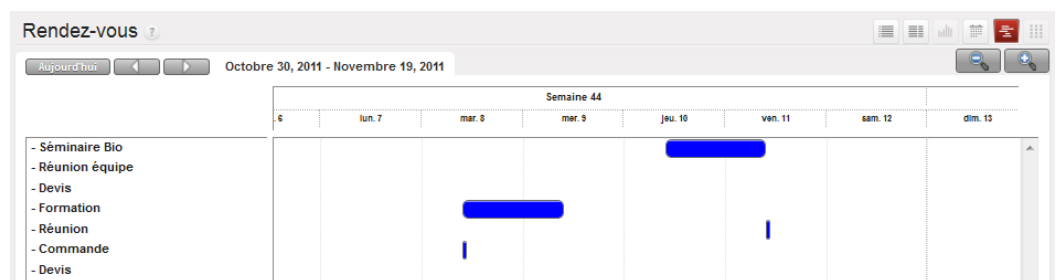 Rendez-vous ?
Aujourd'hui Octobre 30, 2011 - Novembre 19, 2011
Semaine 44
. 6 lun. 7 mar. 8 mer. 9 jeu. 10 ven. 11 sam. 12 dim. 13
- Séminaire Bio
- Réunion équipe
- Devis
- Formation
- Réunion
- Commande
- Devis